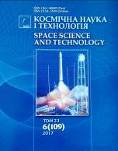 КОСМІЧНА НАУКА
І ТЕХНОЛОГІЯ
SPACE SCIENCE
AND TECHNOLOGY
ТОМ 23
6(109)
2017